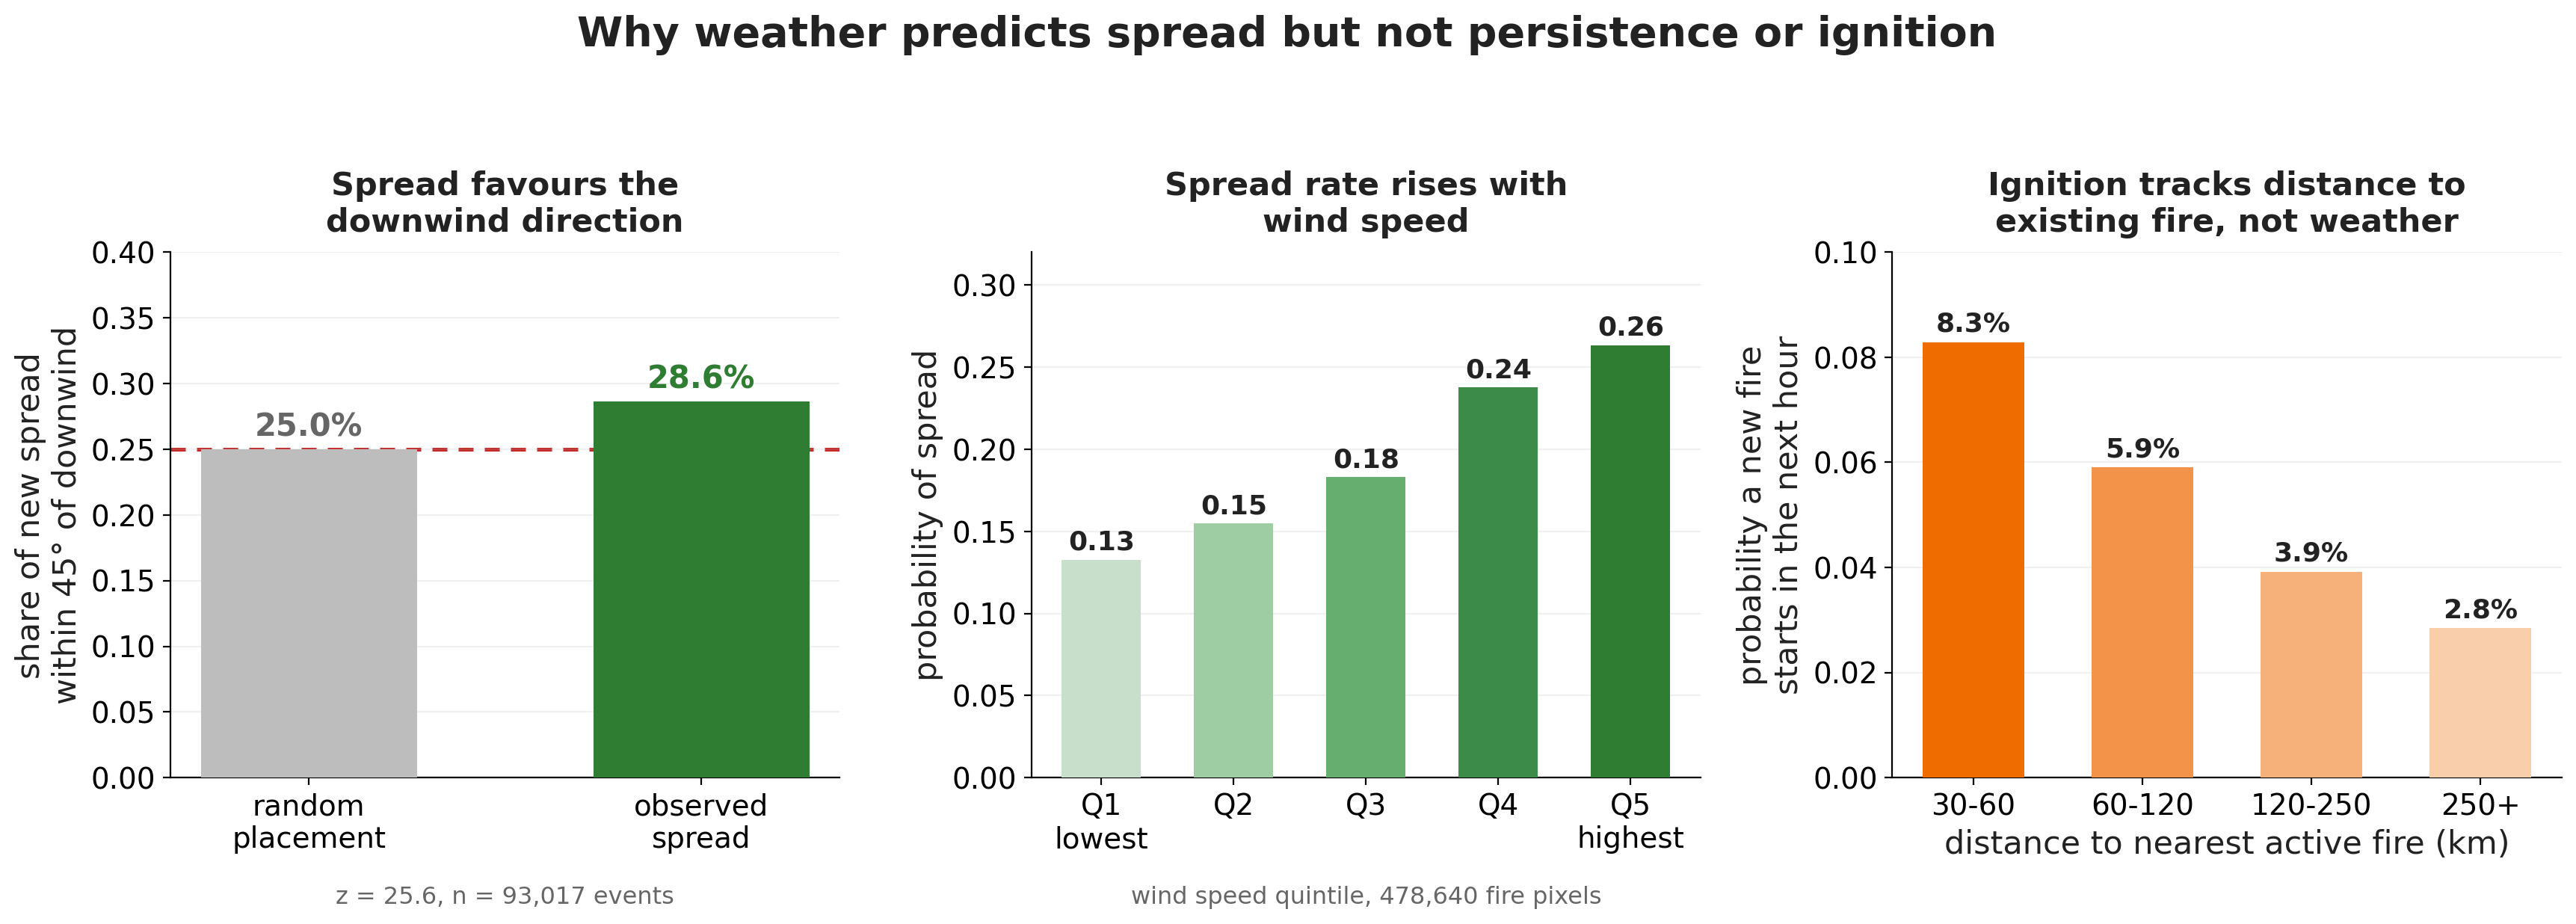 Why weather predicts spread but not persistence or ignition
Spread favours the
downwind direction
share of new spread
within 45° of downwind
0.40
0.35
0.30
0.25
0.20
0.15
0.10
0.05
0.00
25.0%
28.6%
random
placement
observed
spread
z = 25.6, n = 93,017 events
Spread rate rises with
wind speed
probability of spread
0.30
0.25
0.20
0.15
0.10
0.05
0.00
0.13
0.15
0.18
0.24
0.26
Q1
lowest
Q2
Q3
Q4
Q5
highest
wind speed quintile, 478,640 fire pixels
Ignition tracks distance to
existing fire, not weather
probability a new fire
starts in the next hour
0.10
0.08
0.06
0.04
0.02
0.00
8.3%
5.9%
3.9%
2.8%
30-60
60-120
120-250
250+
distance to nearest active fire (km)